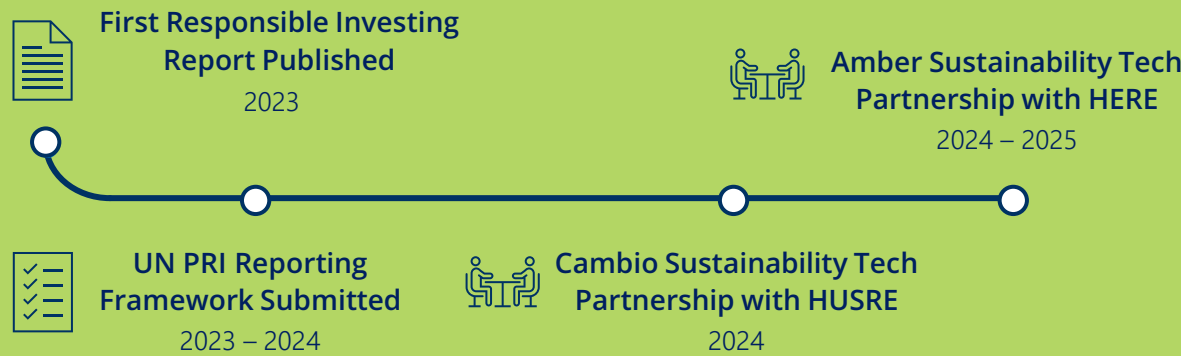 First Responsible Investing
Report Published
2023
UN PRI Reporting
Framework Submitted
2023 – 2024
Cambio Sustainability Tech
Partnership with HUSRE
2024
Amber Sustainability Tech
Partnership with HERE
2024 – 2025